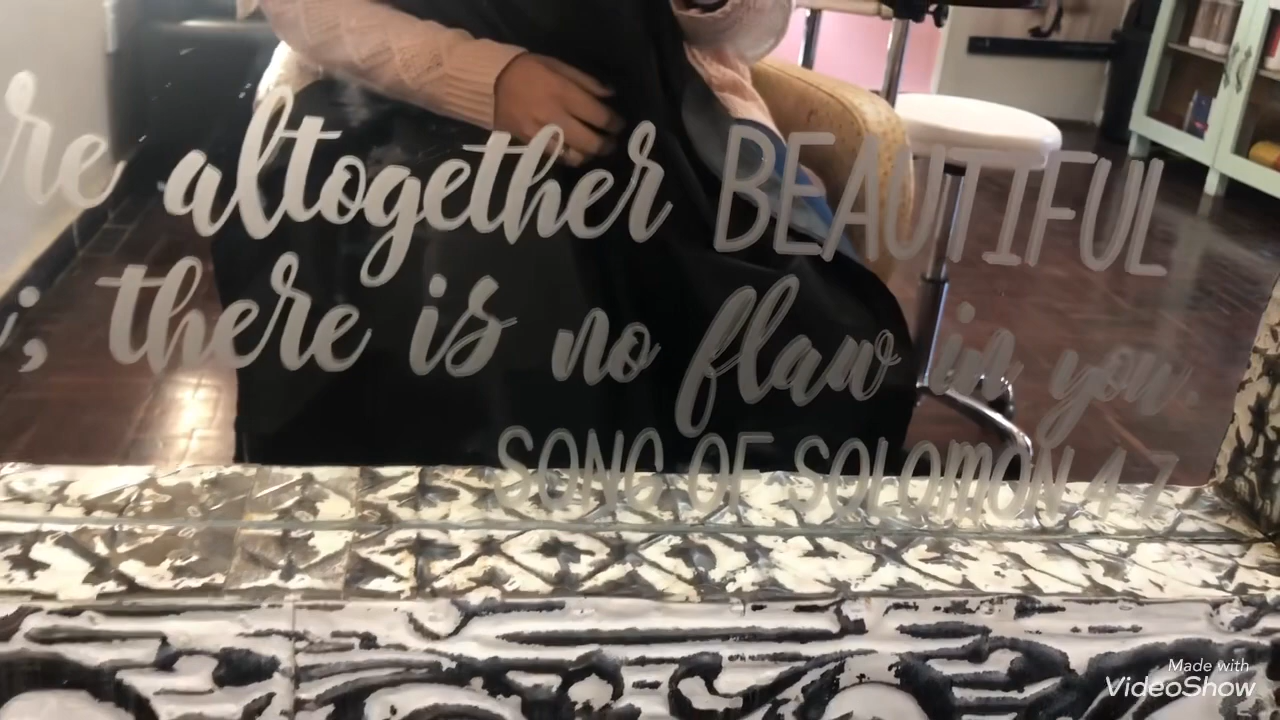 re altogether BEAUTIFUL
; there is no flaw in you.
SONG OF SOLOMON 4 7
Made with
VideoShow